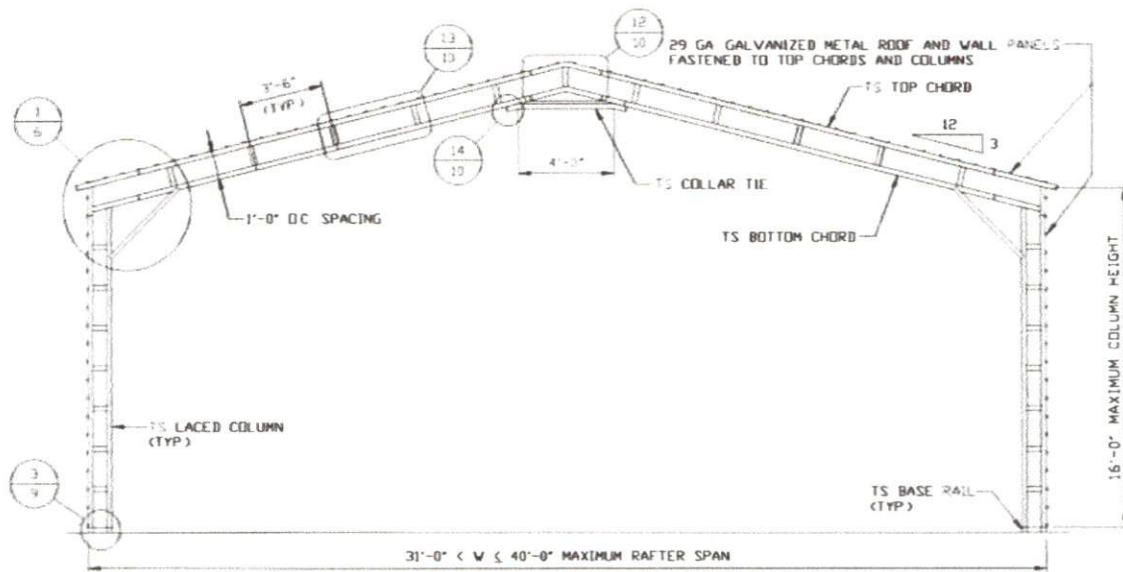 12
10
29 GA GALVANIZED METAL ROOF AND WALL PANELS
FASTENED TO TOP CHORDS AND COLUMNS
13
3'-6"
(TYP)
TS TOP CHORD
1
6
12
3
14
10
4'-0"
TS COLLAR TIE
1'-0" OC SPACING
TS BOTTOM CHORD
16'-0" MAXIMUM COLUMN HEIGHT
TS LACED COLUMN
(TYP)
3
9
TS BASE RAIL
(TYP)
31'-0" < W ≤ 40'-0" MAXIMUM RAFTER SPAN